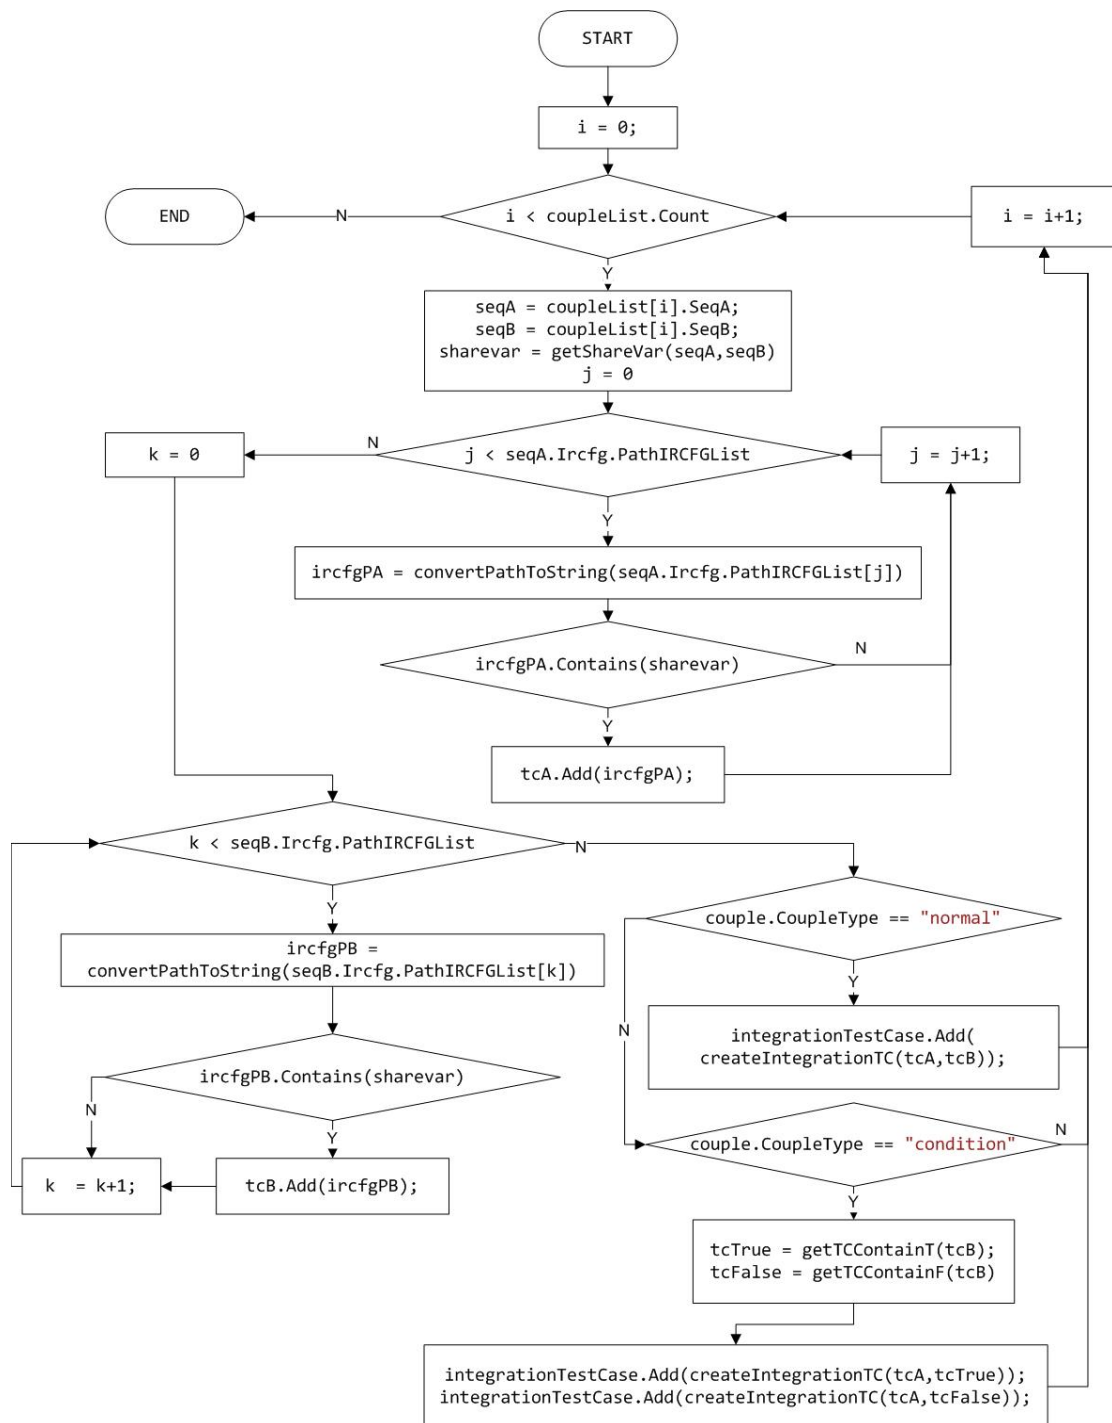 START
i = 0;
END
N
i < coupleList.Count
i = i+1;
Y
seqA = coupleList[i].SeqA;
seqB = coupleList[i].SeqB;
sharevar = getShareVar(seqA,seqB)
j = 0
k = 0
N
j < seqA.Ircfg.PathIRCFGList
j = j+1;
Y
ircfgPA = convertPathToString(seqA.Ircfg.PathIRCFGList[j])
ircfgPA.Contains(sharevar)
N
Y
tcA.Add(ircfgPA);
k < seqB.Ircfg.PathIRCFGList
N
Y
ircfgPB =
convertPathToString(seqB.Ircfg.PathIRCFGList[k])
ircfgPB.Contains(sharevar)
N
Y
k  = k+1;
tcB.Add(ircfgPB);
couple.CoupleType == "normal"
Y
N
integrationTestCase.Add(
createIntegrationTC(tcA,tcB));
couple.CoupleType == "condition"
N
Y
tcTrue = getTCContainT(tcB);
tcFalse = getTCContainF(tcB)
integrationTestCase.Add(createIntegrationTC(tcA,tcTrue));
integrationTestCase.Add(createIntegrationTC(tcA,tcFalse));